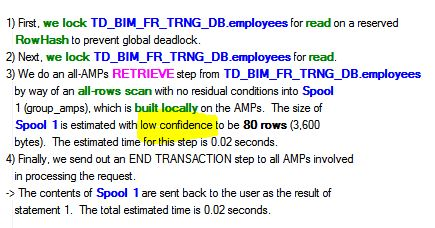 1) First, we lock TD_BIM_FR_TRNG_DB.employees for read on a reserved
RowHash to prevent global deadlock.
2) Next, we lock TD_BIM_FR_TRNG_DB.employees for read.
3) We do an all-AMPs RETRIEVE step from TD_BIM_FR_TRNG_DB.employees
by way of an all-rows scan with no residual conditions into Spool
1 (group_amps), which is built locally on the AMPs. The size of
Spool 1 is estimated with low confidence to be 80 rows (3,600
bytes). The estimated time for this step is 0.02 seconds.
4) Finally, we send out an END TRANSACTION step to all AMPs involved
in processing the request.
-> The contents of Spool 1 are sent back to the user as the result of
statement 1. The total estimated time is 0.02 seconds.